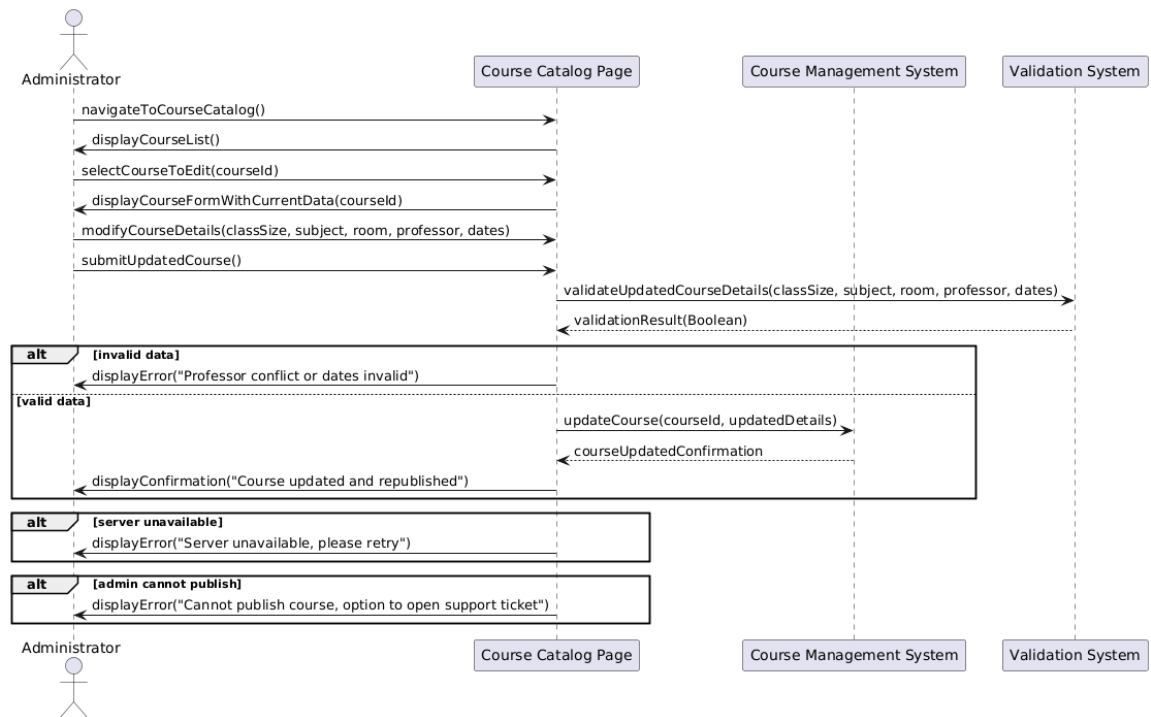 Administrator
Course Catalog Page
Course Management System
Validation System
navigateToCourseCatalog()
displayCourseList()
selectCourseToEdit(courseId)
displayCourseFormWithCurrentData(courseId)
modifyCourseDetails(classSize, subject, room, professor, dates)
submitUpdatedCourse()
validateUpdatedCourseDetails(classSize, subject, room, professor, dates)
validationResult(Boolean)
alt [invalid data]
displayError("Professor conflict or dates invalid")
[valid data]
updateCourse(courseId, updatedDetails)
courseUpdatedConfirmation
displayConfirmation("Course updated and republished")
alt [server unavailable]
displayError("Server unavailable, please retry")
alt [admin cannot publish]
displayError("Cannot publish course, option to open support ticket")
Administrator
Course Catalog Page
Course Management System
Validation System